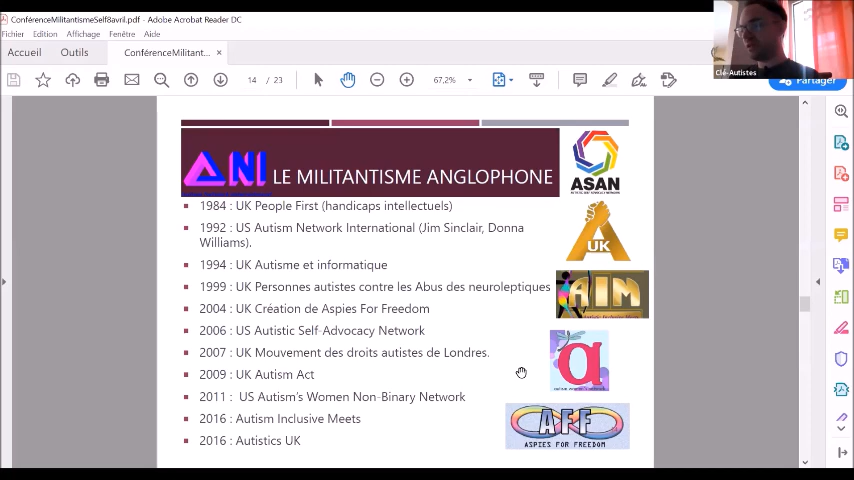 ConférenceMilitantismeSelf8avril.pdf - Adobe Acrobat Reader DC
Fichier Edition Affichage Fenêtre Aide
Accueil Outils ConférenceMilitant... ×
14 / 23 67,2%
Clé-Autistes
Partager
ANI LE MILITANTISME ANGLOPHONE
ASAN
AUTISTIC SELF ADVOCACY NETWORK
1984 : UK People First (handicaps intellectuels)
1992 : US Autism Network International (Jim Sinclair, Donna
Williams).
UK
1994 : UK Autisme et informatique
1999 : UK Personnes autistes contre les Abus des neuroleptiques
AIM
2004 : UK Création de Aspies For Freedom
2006 : US Autistic Self-Advocacy Network
2007 : UK Mouvement des droits autistes de Londres.
a
2009 : UK Autism Act
2011 : US Autism's Women Non-Binary Network
2016 : Autism Inclusive Meets
AFF
ASPIES FOR FREEDOM
2016 : Autistics UK